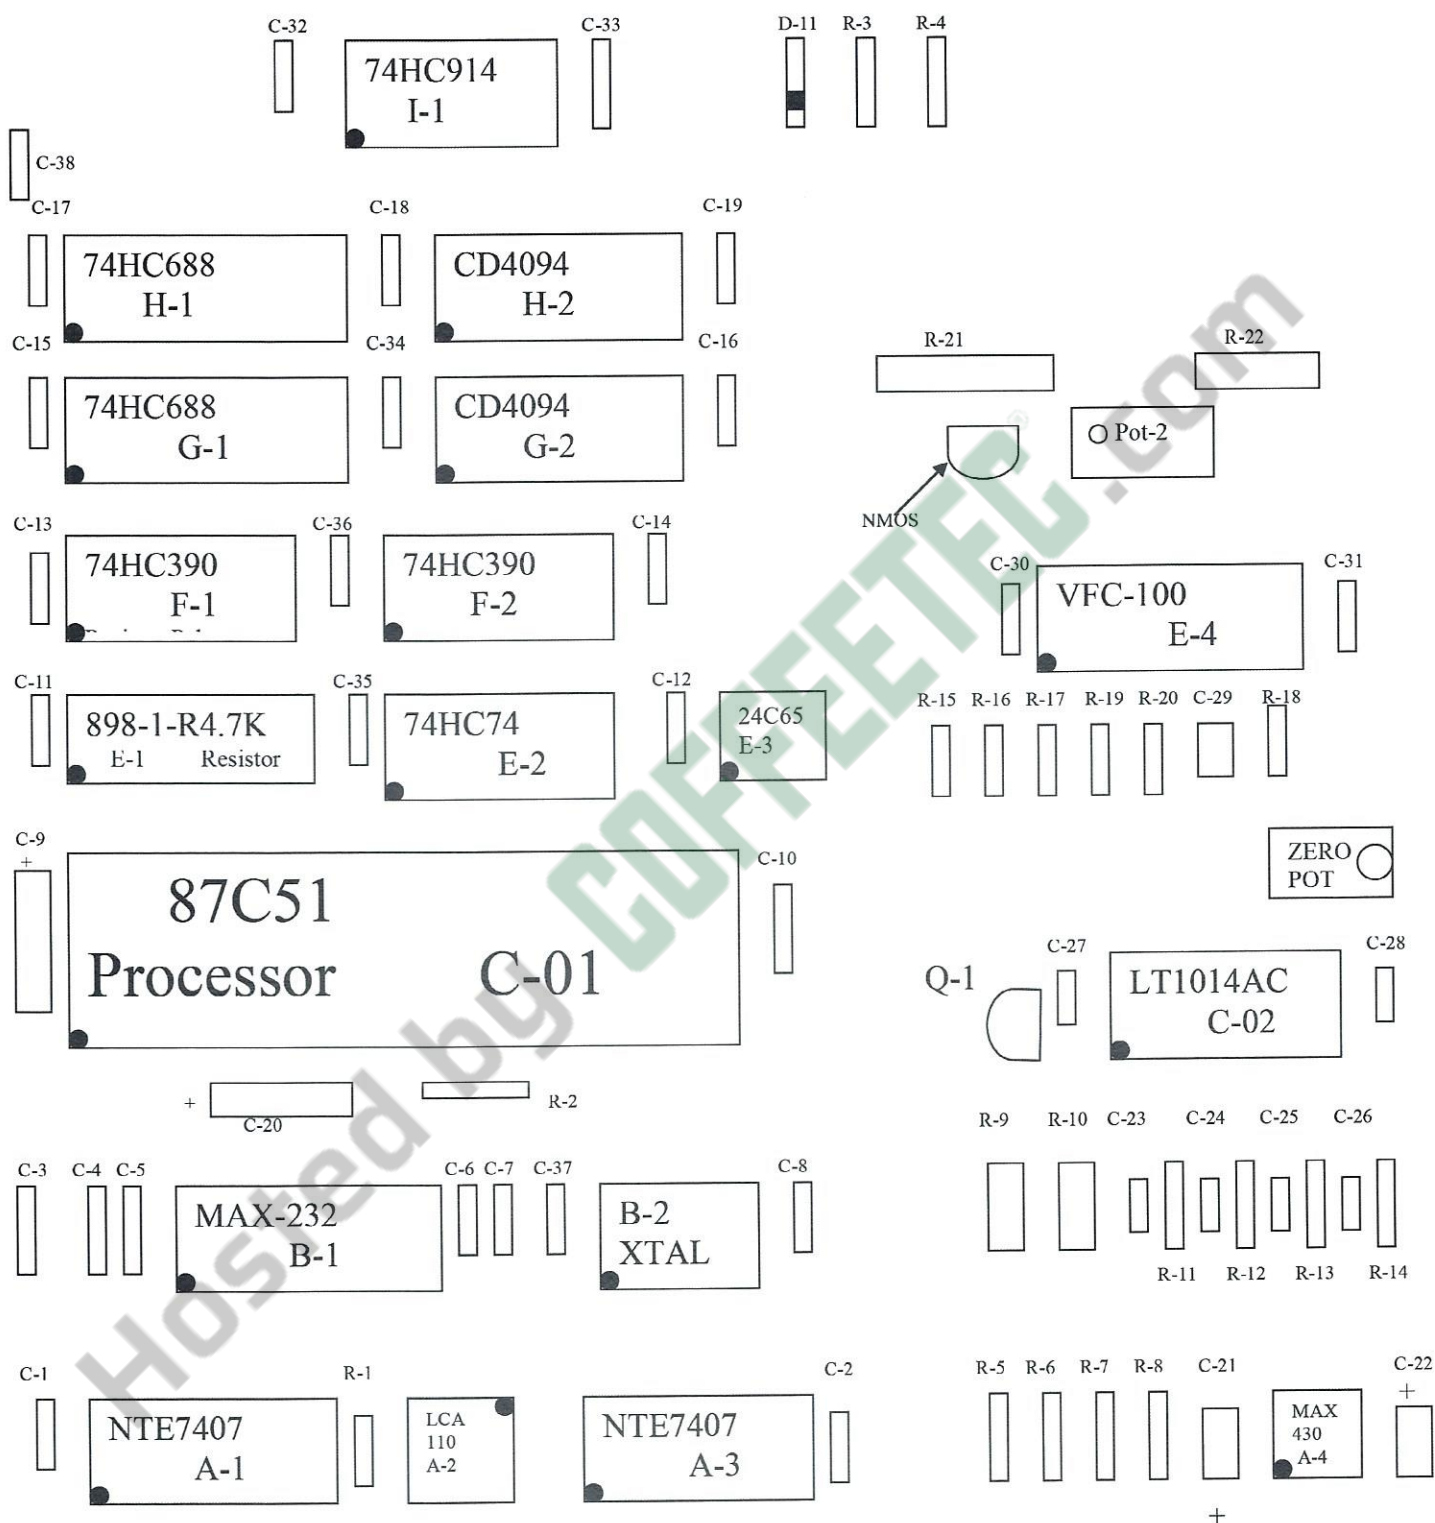 C-32
C-33
D-11 R-3 R-4
74HC914
I-1
C-38
C-17
C-18
C-19
74HC688
H-1
CD4094
H-2
C-15
C-34
C-16
R-21
R-22
74HC688
G-1
CD4094
G-2
Pot-2
NMOS
C-13
C-36
C-14
74HC390
F-1
74HC390
F-2
C-30
C-31
VFC-100
E-4
C-11
C-35
C-12
898-1-R4.7K
E-1 Resistor
74HC74
E-2
24C65
E-3
R-15 R-16 R-17 R-19 R-20 C-29 R-18
C-9
+
C-10
ZERO
POT
87C51
Processor C-01
Q-1
C-27
C-28
LT1014AC
C-02
+
C-20
R-2
R-9 R-10 C-23 C-24 C-25 C-26
C-3 C-4 C-5
C-6 C-7 C-37
C-8
MAX-232
B-1
B-2
XTAL
R-11 R-12 R-13 R-14
C-1
R-1
C-2
R-5 R-6 R-7 R-8 C-21
C-22
+
NTE7407
A-1
LCA
110
A-2
NTE7407
A-3
MAX
430
A-4
+
Hosted by COFFEETEC®.com